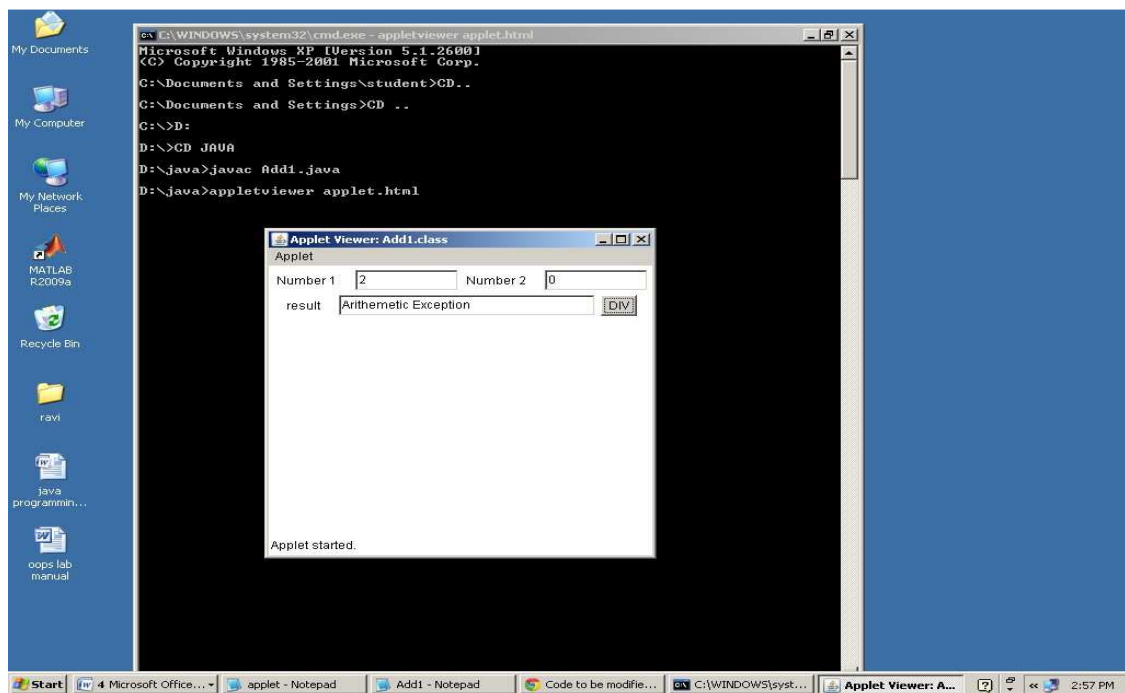 My Documents
My Computer
My Network
Places
MATLAB
R2009a
Recycle Bin
ravi
java
programmin...
oops lab
manual
C:\WINDOWS\system32\cmd.exe - appletviewer applet.html
Microsoft Windows XP [Version 5.1.2600]
(C) Copyright 1985-2001 Microsoft Corp.
C:\Documents and Settings\student>CD..
C:\Documents and Settings>CD ..
C:\>D:
D:\>CD JAVA
D:\java>javac Add1.java
D:\java>appletviewer applet.html
Applet Viewer: Add1.class
Applet
Number 1 2 Number 2 0
result Arithemetic Exception DIV
Applet started.
Start 4 Microsoft Office... applet - Notepad Add1 - Notepad Code to be modifie... C:\WINDOWS\syst... Applet Viewer: A... 2:57 PM